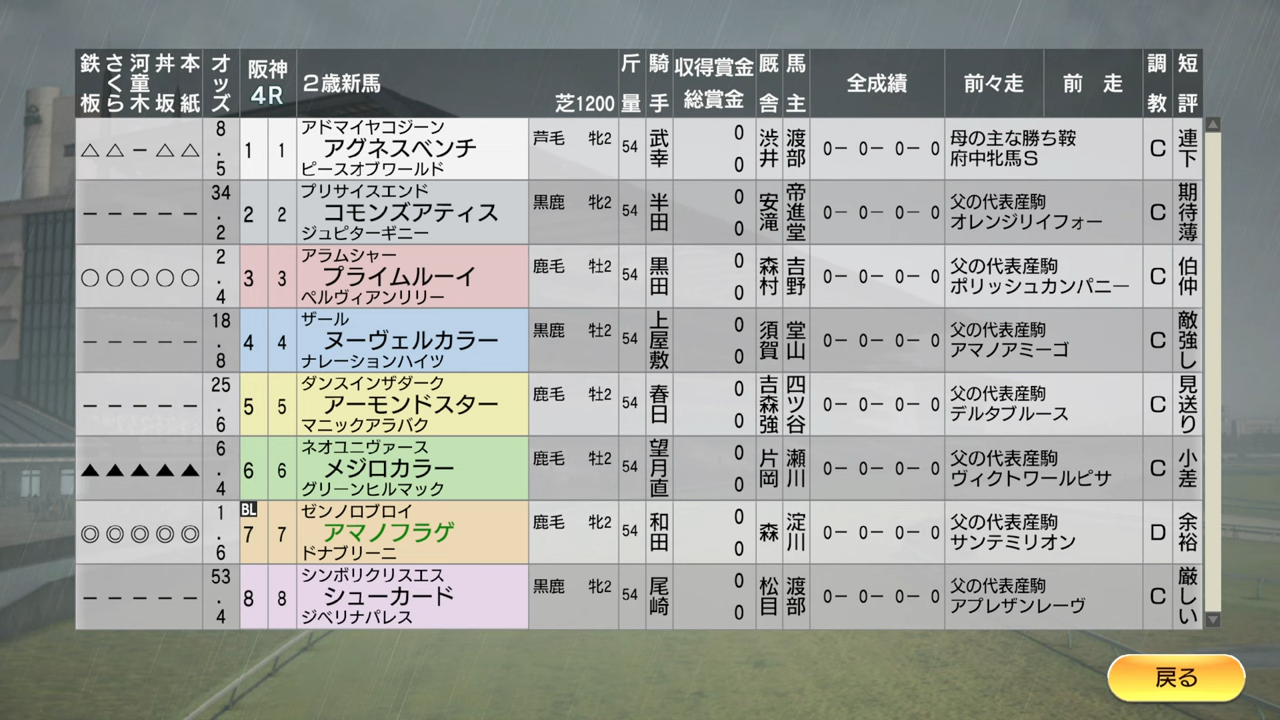 鉄板 さくら 河童木 丼坂 本紙 オッズ 阪神 4R 2歳新馬 芝1200 斤量 騎手 収得賞金 総賞金 厩舎 馬主 全成績 前々走 前 走 調教 短評
△ △ − △ △ 8.5 1 1 アドマイヤコジーン 芦毛 牝2 54 武幸 0 渋井 渡部 0− 0− 0− 0 母の主な勝ち鞍 C 連下
アグネスベンチ
ピースオブワールド 0 府中牝馬S
− − − − − 34.2 2 2 プリサイスエンド 黒鹿 牝2 54 半田 0 安滝 帝進堂 0− 0− 0− 0 父の代表産駒 C 期待薄
コモンズアティス
ジュピターギニー 0 オレンジリイフォー
○ ○ ○ ○ ○ 2.4 3 3 アラムシャー 鹿毛 牡2 54 黒田 0 森村 吉野 0− 0− 0− 0 父の代表産駒 C 伯仲
プライムルーイ
ペルヴィアンリリー 0 ポリッシュカンパニー
− − − − − 18.8 4 4 ザール 黒鹿 牡2 54 上屋敷 0 須賀 堂山 0− 0− 0− 0 父の代表産駒 C 敵強し
ヌーヴェルカラー
ナレーションハイツ 0 アマノアミーゴ
− − − − − 25.6 5 5 ダンスインザダーク 鹿毛 牡2 54 春日 0 吉森強 四ツ谷 0− 0− 0− 0 父の代表産駒 C 見送り
アーモンドスター
マニックアラバク 0 デルタブルース
▲ ▲ ▲ ▲ ▲ 6.4 6 6 ネオユニヴァース 鹿毛 牡2 54 望月直 0 片岡 瀬川 0− 0− 0− 0 父の代表産駒 C 小差
メジロカラー
グリーンヒルマック 0 ヴィクトワールピサ
◎ ◎ ◎ ◎ ◎ 1.6 BL 7 7 ゼンノロブロイ 鹿毛 牝2 54 和田 0 森 淀川 0− 0− 0− 0 父の代表産駒 D 余裕
アマノフラゲ
ドナブリーニ 0 サンテミリオン
− − − − − 53.4 8 8 シンボリクリスエス 黒鹿 牝2 54 尾崎 0 松目 渡部 0− 0− 0− 0 父の代表産駒 C 厳しい
シューカード
ジベリナパレス 0 アプレザンレーヴ
戻る